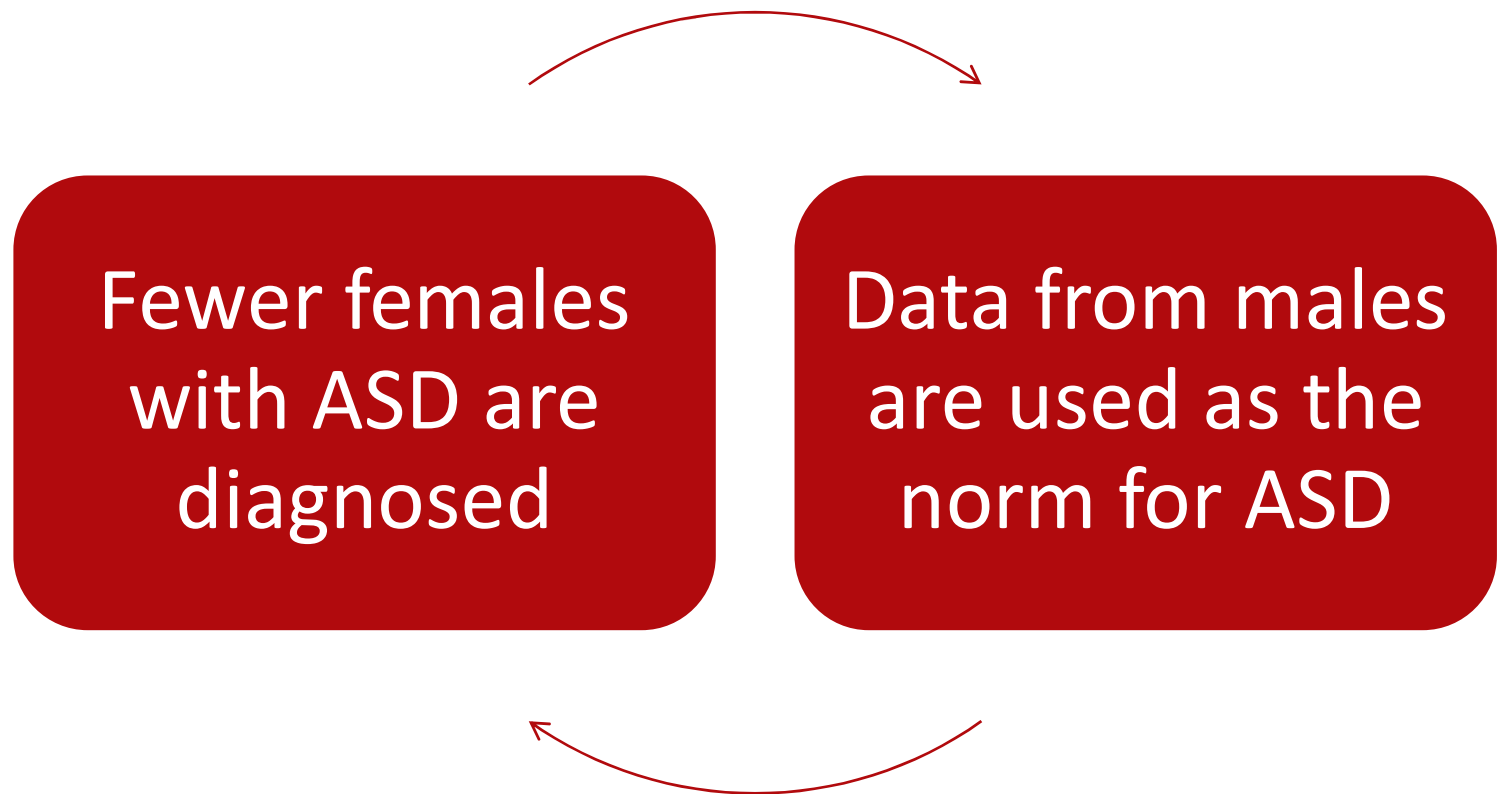 Fewer females
with ASD are
diagnosed
Data from males
are used as the
norm for ASD